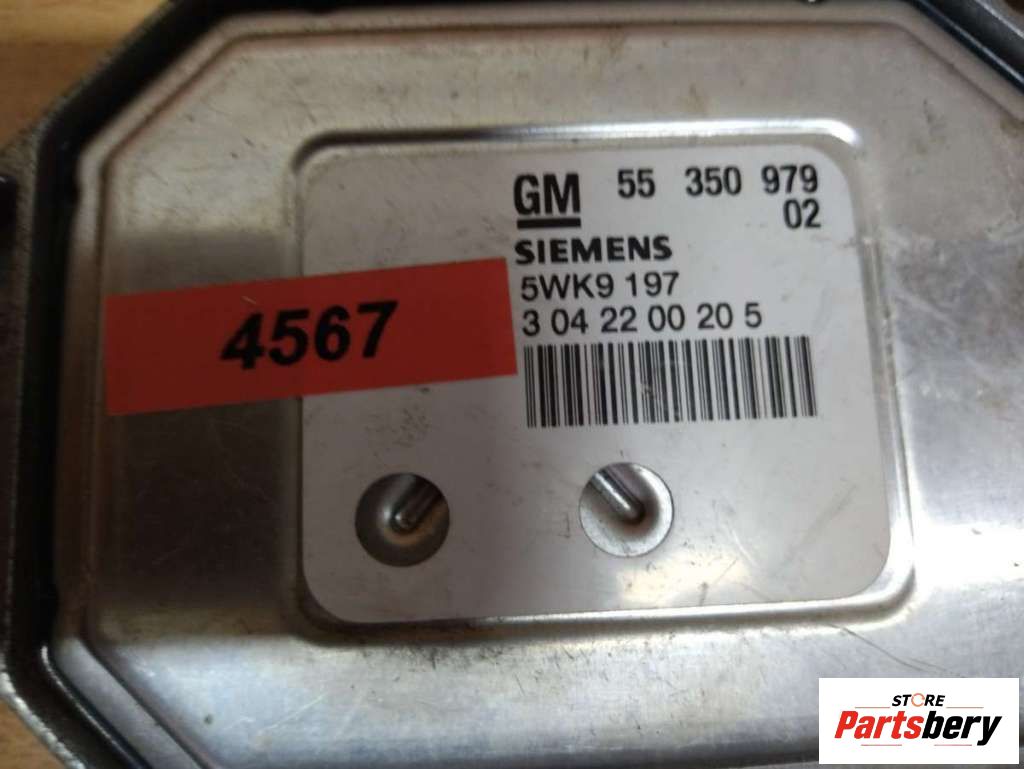 GM 55 350 979
02
SIEMENS
5WK9 197
3 04 22 00 20 5
4567
STORE
Partsbery